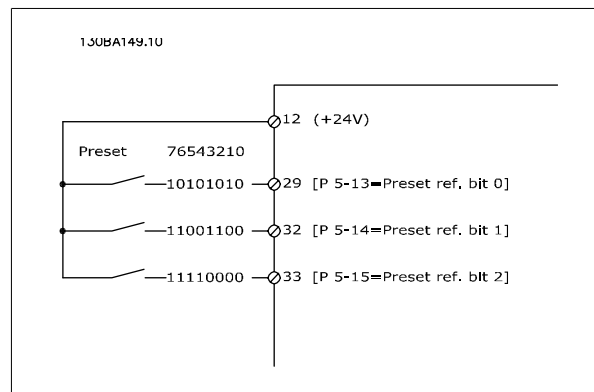 130BA149.10
12 (+24V)
Preset 76543210
10101010 29 [P 5-13=Preset ref. bit 0]
11001100 32 [P 5-14=Preset ref. bit 1]
11110000 33 [P 5-15=Preset ref. bit 2]